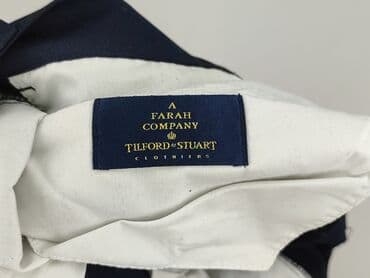 A
FARAH
COMPANY
TILFORD & STUART
CLOTHIERS